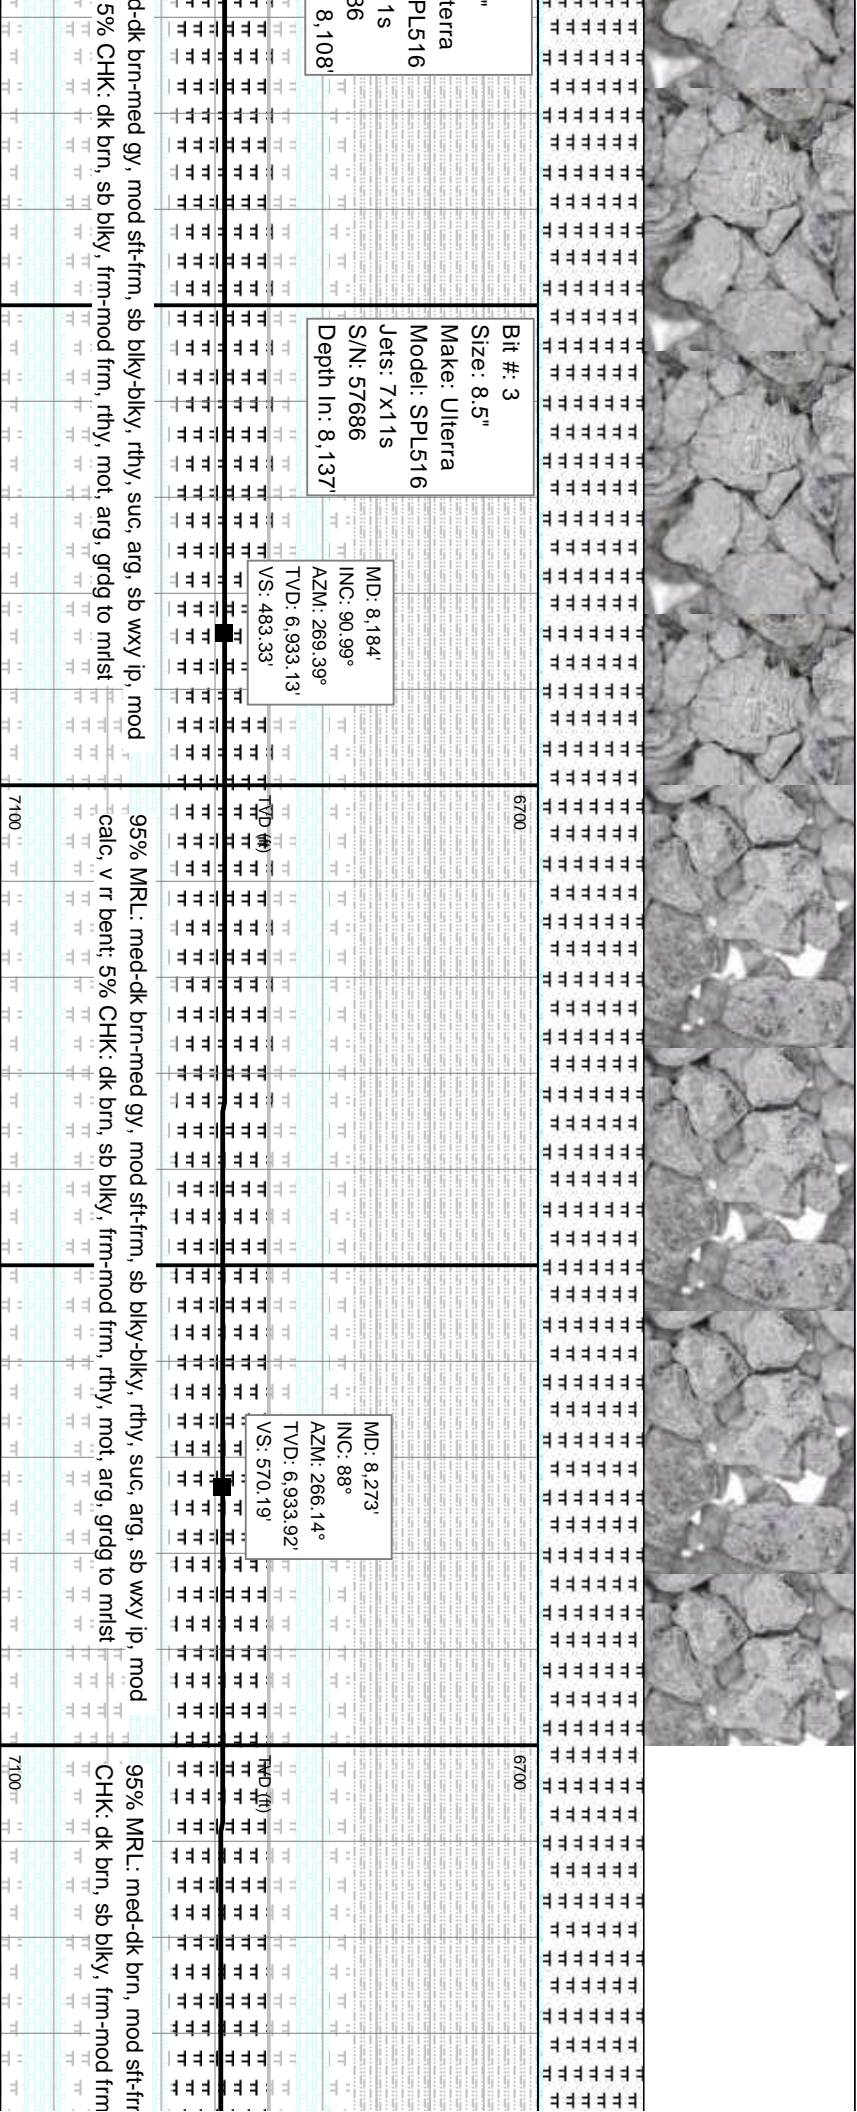 "
terra
PL516
1s
86
8,108'
d-dk brn-med gy, mod sft-frm, sb blky-blky, rthy, suc, arg, sb wxy ip, mod
5% CHK: dk brn, sb blky, frm-mod frm, rthy, mot, arg, grdg to mrlst
Bit #: 3
Size: 8.5"
Make: Ulterra
Model: SPL516
Jets: 7x11s
S/N: 57686
Depth In: 8,137'
MD: 8,184'
INC: 90.99°
AZM: 269.39°
TVD: 6,933.13'
VS: 483.33'
6700
TVD (ft)
7100
95% MRL: med-dk brn-med gy, mod sft-frm, sb blky-blky, rthy, suc, arg, sb wxy ip, mod
calc, v rr bent; 5% CHK: dk brn, sb blky, frm-mod frm, rthy, mot, arg, grdg to mrlst
MD: 8,273'
INC: 88°
AZM: 266.14°
TVD: 6,933.92'
VS: 570.19'
6700
TVD (ft)
7100
95% MRL: med-dk brn, mod sft-frm
CHK: dk brn, sb blky, frm-mod frm